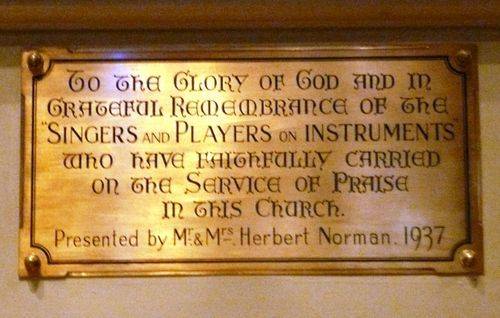 To the Glory of God and in
Grateful Remembrance of the
"Singers and Players on Instruments"
who have faithfully carried
on the Service of Praise
in this Church.
Presented by Mr. & Mrs. Herbert Norman. 1937